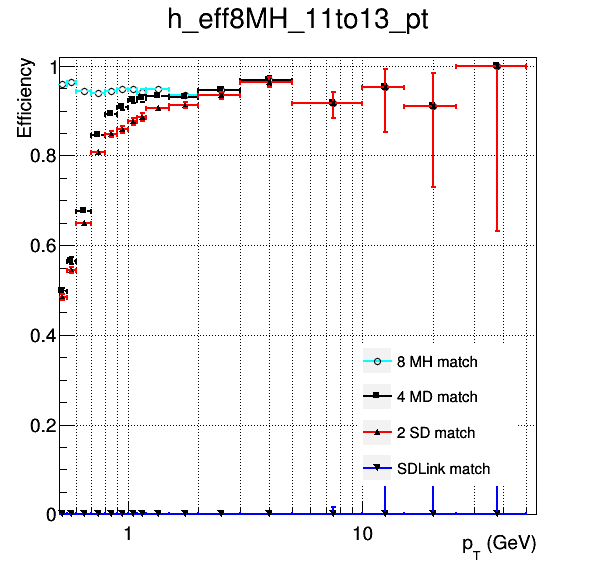 h_eff8MH_11to13_pt
Efficiency
1
0.8
0.6
0.4
0.2
0
8 MH match
4 MD match
2 SD match
SDLink match
1
10
pT (GeV)